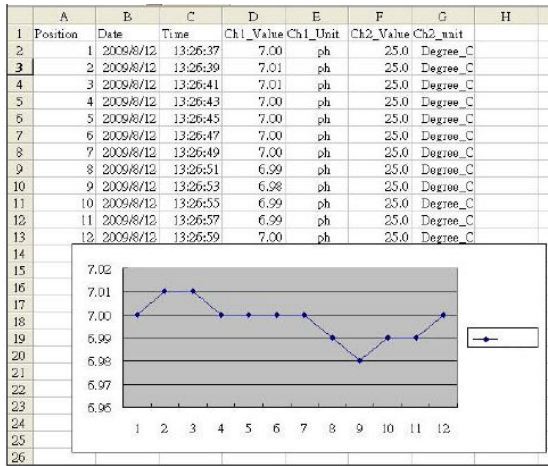 A B C D E F G H
1 Position Date Time Ch1_Value Ch1_Unit Ch2_Value Ch2_unit
2 1 2009/8/12 13:26:37 7.00 ph 25.0 Degree_C
3 2 2009/8/12 13:26:39 7.01 ph 25.0 Degree_C
4 3 2009/8/12 13:26:41 7.01 ph 25.0 Degree_C
5 4 2009/8/12 13:26:43 7.00 ph 25.0 Degree_C
6 5 2009/8/12 13:26:45 7.00 ph 25.0 Degree_C
7 6 2009/8/12 13:26:47 7.00 ph 25.0 Degree_C
8 7 2009/8/12 13:26:49 7.00 ph 25.0 Degree_C
9 8 2009/8/12 13:26:51 6.99 ph 25.0 Degree_C
10 9 2009/8/12 13:26:53 6.98 ph 25.0 Degree_C
11 10 2009/8/12 13:26:55 6.99 ph 25.0 Degree_C
12 11 2009/8/12 13:26:57 6.99 ph 25.0 Degree_C
13 12 2009/8/12 13:26:59 7.00 ph 25.0 Degree_C
14
15 7.02
16 7.01
17
18 7.00
19 6.99
20 6.98
21
22 6.97
23 6.96
24 1 2 3 4 5 6 7 8 9 10 11 12
25
26